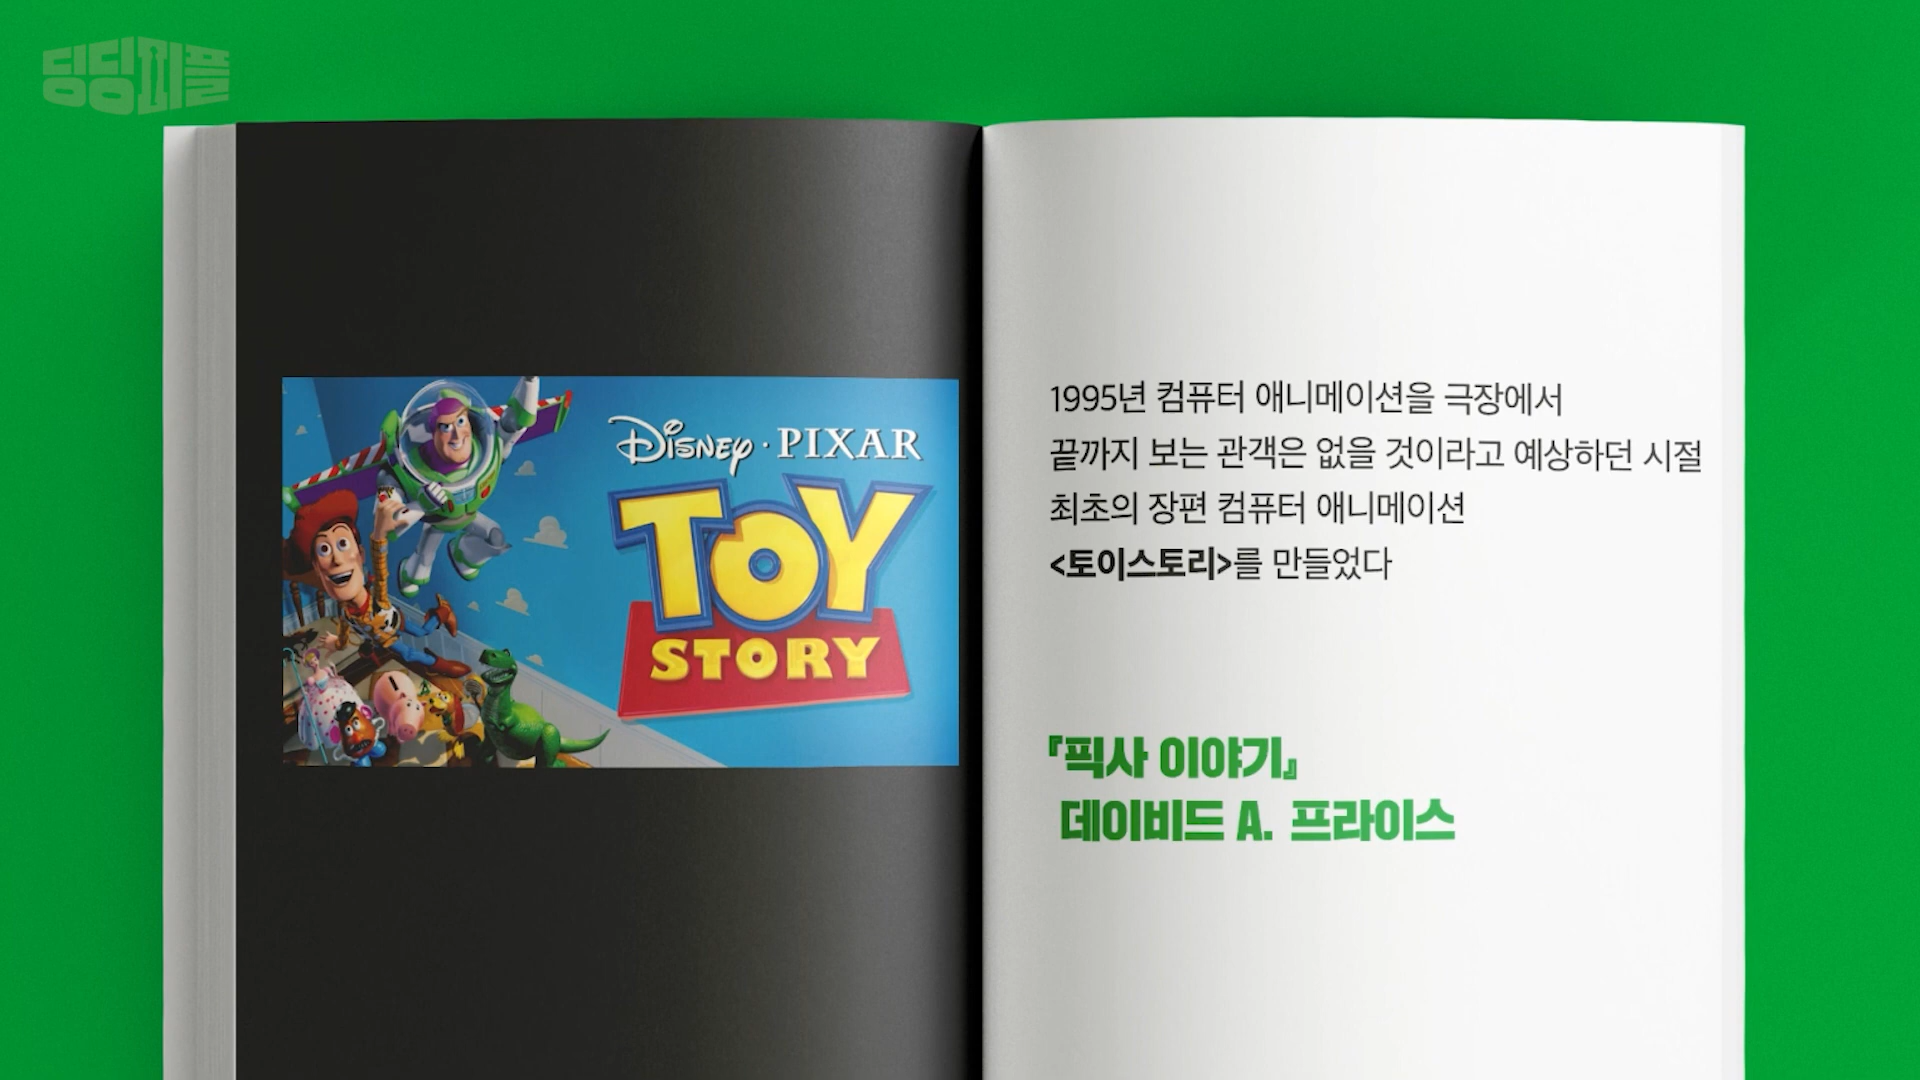 딩딩피플
DISNEY · PIXAR
TOY
STORY
1995년 컴퓨터 애니메이션을 극장에서
끝까지 보는 관객은 없을 것이라고 예상하던 시절
최초의 장편 컴퓨터 애니메이션
<토이스토리>를 만들었다
『픽사 이야기』
데이비드 A. 프라이스